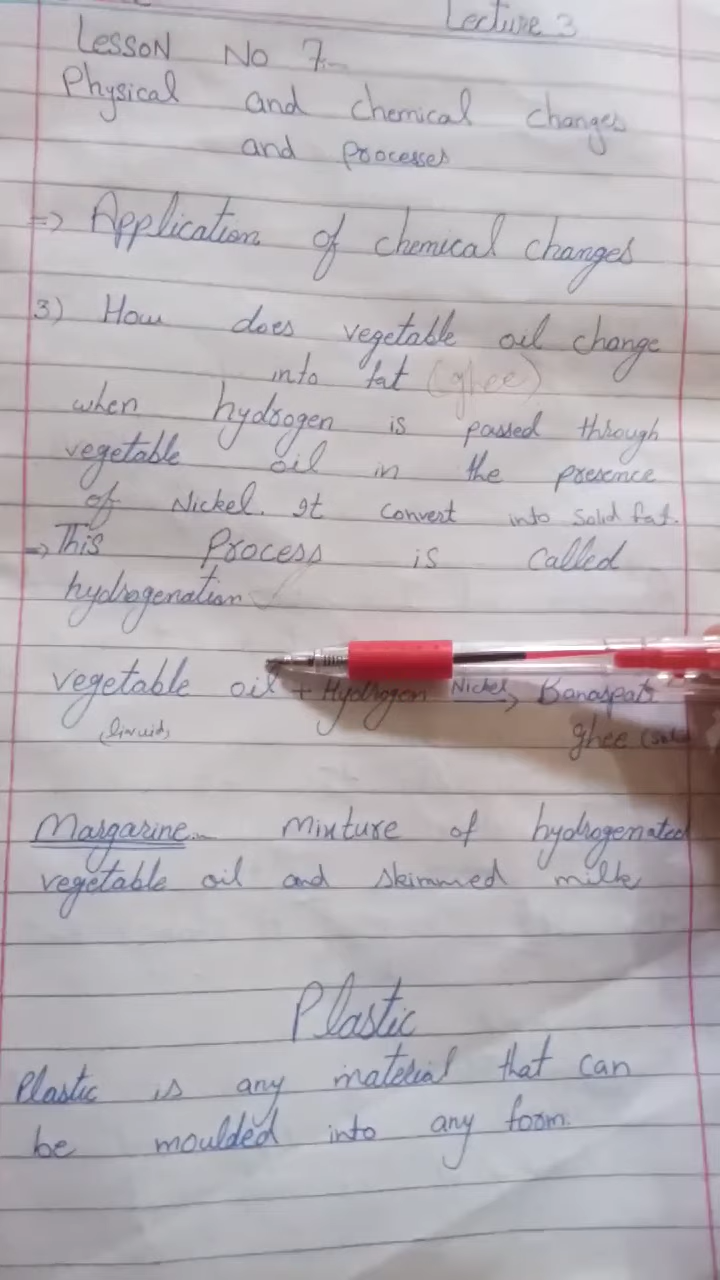 Lecture 3
Lesson No 7:-
Physical and chemical changes
and processes
=> Application of chemical changes
3) How does vegetable oil change
into fat (ghee)
when hydrogen is passed through
vegetable oil in the presence
of Nickel. It convert into solid fat.
=> This Process is called
hydrogenation
vegetable oil + Hydrogen Nickel → Banaspati
(liquid) ghee (solid
Margarine:- Mixture of hydrogenated
vegetable oil and skimmed milk
Plastic
Plastic is any material that can
be moulded into any form.